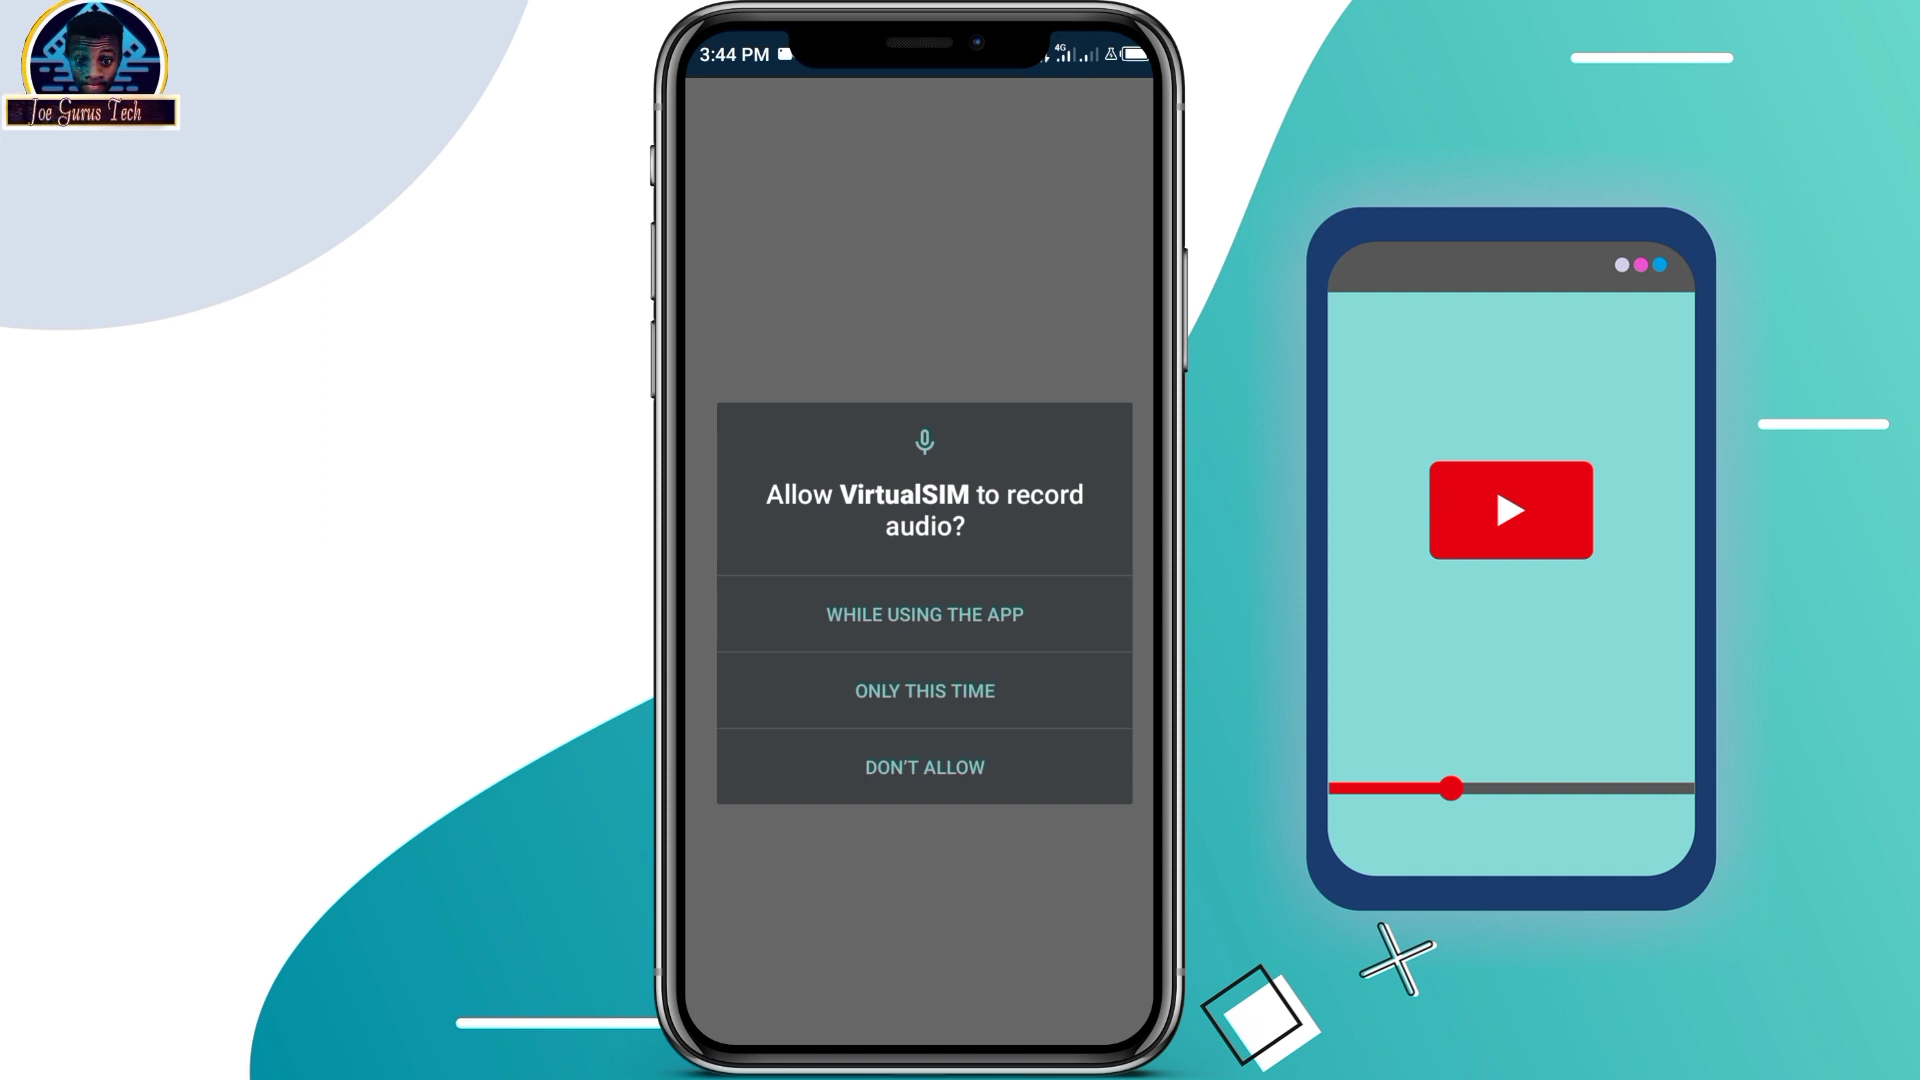 Joe Gurus Tech
3:44 PM
4G
Allow VirtualSIM to record
audio?
WHILE USING THE APP
ONLY THIS TIME
DON'T ALLOW